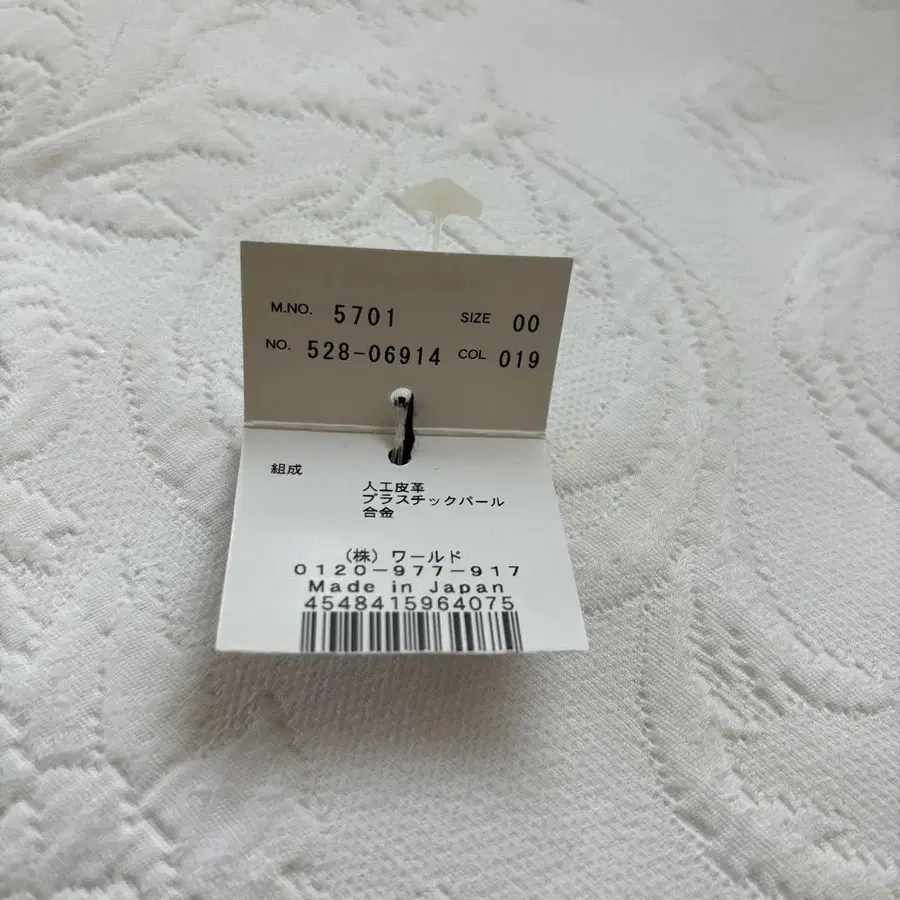 M.NO. 5701 SIZE 00
NO. 528-06914 COL 019
組成
人工皮革
プラスチックパール
合金
（株）ワールド
0120-977-917
Made in Japan
4548415964075